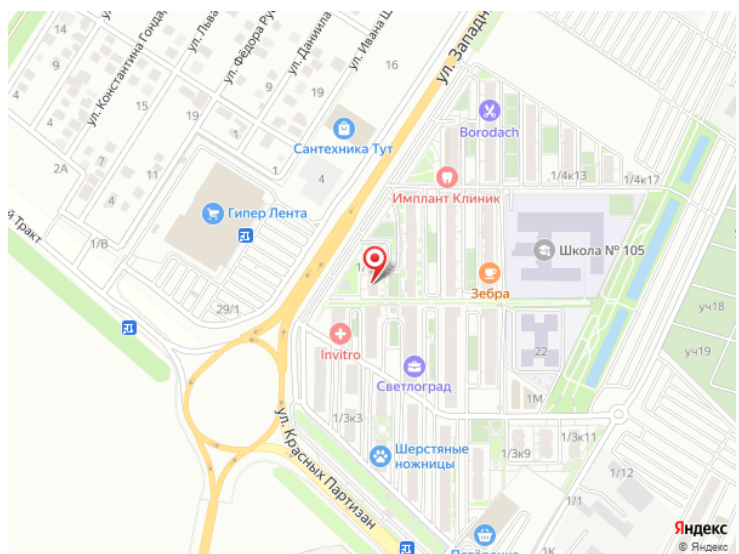 14
ул. Константина Гонда
ул. Льва
ул. Фёдора Ру
ул. Даниила
ул. Ивана Ш
ул. Западн
4
9
10
15
19
19
16
11
7
4
2А
1
9
1
4
Сантехника Тут
Гипер Лента
й Тракт
1/В
29/1
Borodach
1/4к13
1/4к17
Имплант Клиник
Школа № 105
Зебра
Invitro
22
уч18
уч19
Светлоград
1М
1/3к3
ул. Красных Партизан
Шерстяные
ножницы
1/3к9
1/3к11
1/12
1/1
1К
Пятёрочка
Яндекс
© Яндекс